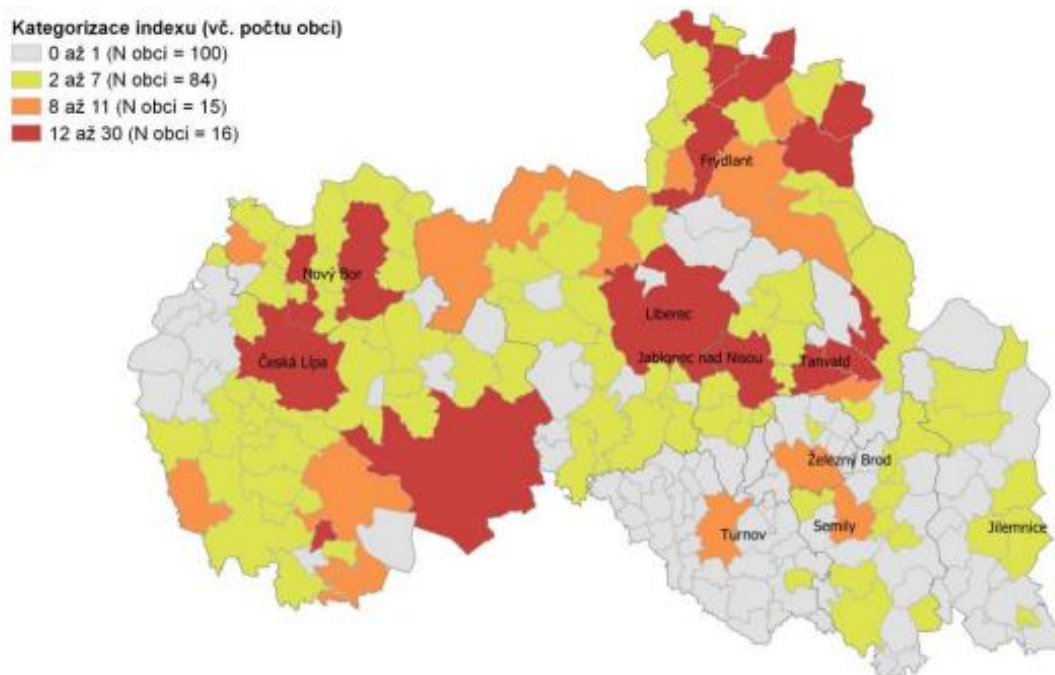 Kategorizace indexu (vč. počtu obcí)
0 až 1 (N obcí = 100)
2 až 7 (N obcí = 84)
8 až 11 (N obcí = 15)
12 až 30 (N obcí = 16)
Frýdlant
Nový Bor
Liberec
Česká Lípa
Jablonec nad Nisou
Tanvald
Železný Brod
Turnov
Semily
Jilemnice